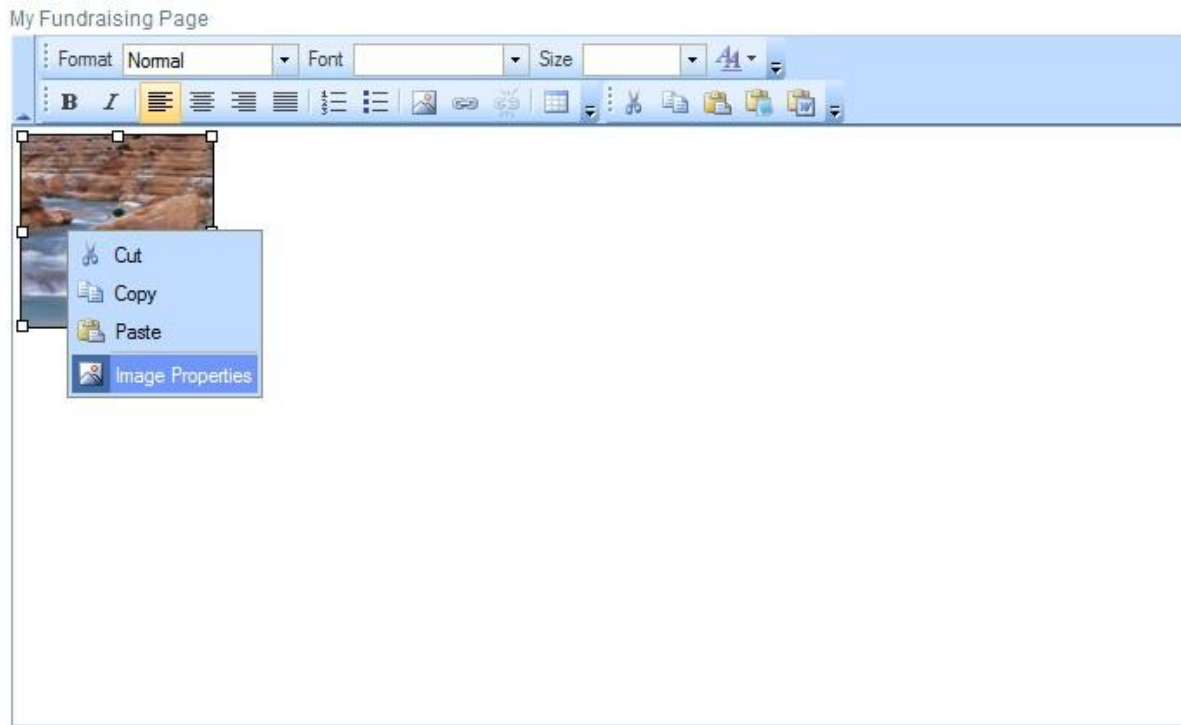 My Fundraising Page
Format Normal Font Size
B I
Cut
Copy
Paste
Image Properties